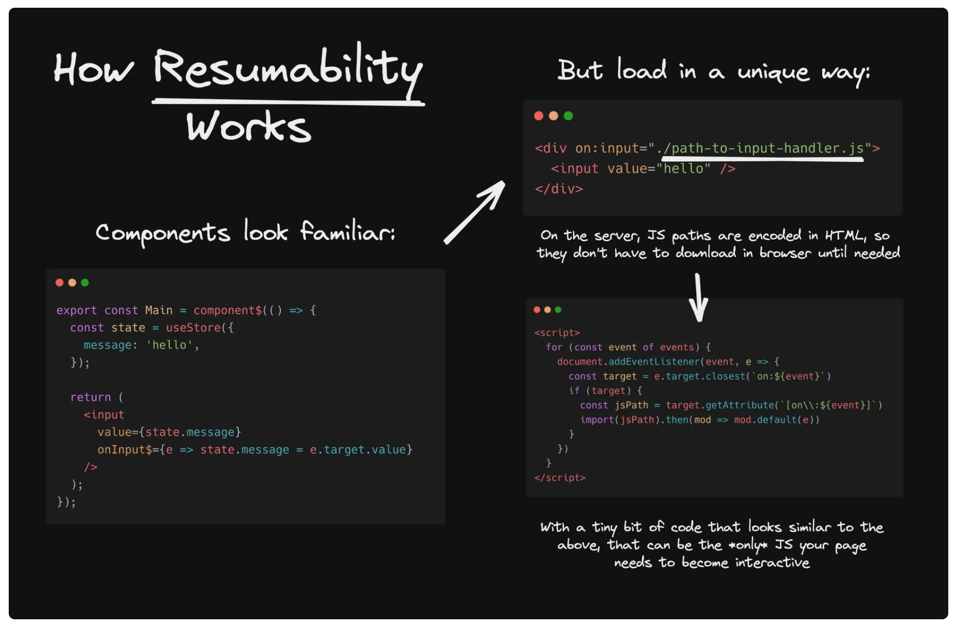 How Resumability
Works
Components look familiar:
export const Main = component$(() => {
  const state = useStore({
    message: 'hello',
  });

  return (
    <input
      value={state.message}
      onInput$={e => state.message = e.target.value}
    />
  );
});
But load in a unique way:
<div on:input="./path-to-input-handler.js">
  <input value="hello" />
</div>
On the server, JS paths are encoded in HTML, so
they don't have to download in browser until needed
<script>
  for (const event of events) {
    document.addEventListener(event, e => {
      const target = e.target.closest(`on:${event}`)
      if (target) {
        const jsPath = target.getAttribute(`[on\\:${event}]`)
        import(jsPath).then(mod => mod.default(e))
      }
    })
  }
</script>
With a tiny bit of code that looks similar to the
above, that can be the *only* JS your page
needs to become interactive